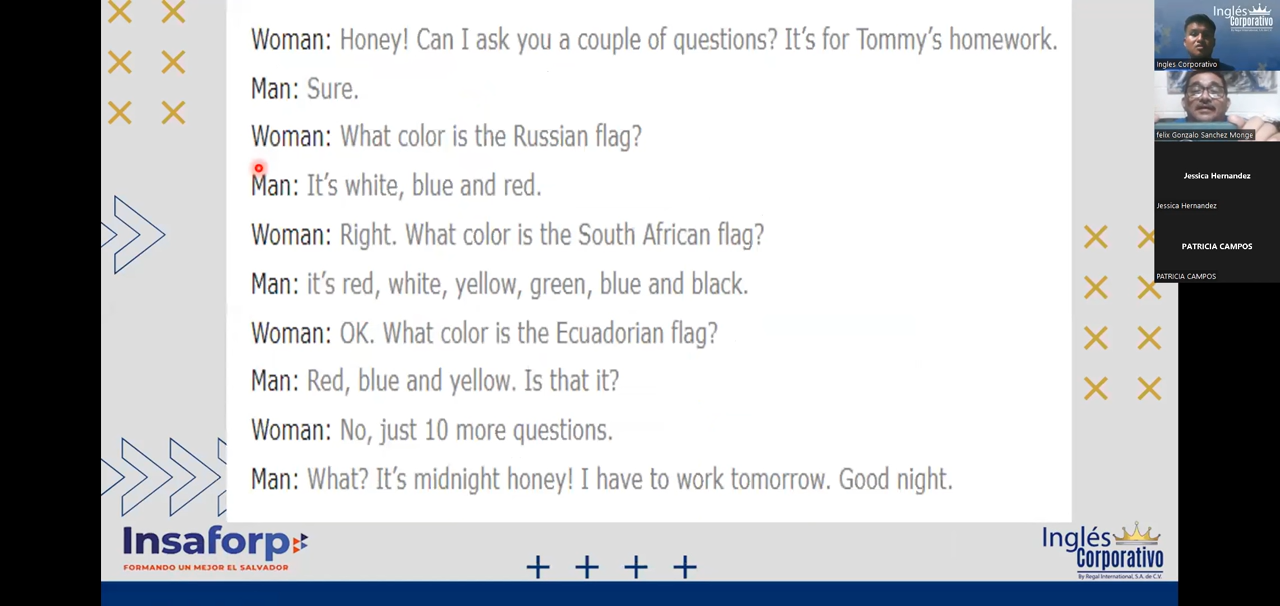 Woman: Honey! Can I ask you a couple of questions? It's for Tommy's homework.
Man: Sure.
Woman: What color is the Russian flag?
Man: It's white, blue and red.
Woman: Right. What color is the South African flag?
Man: it's red, white, yellow, green, blue and black.
Woman: OK. What color is the Ecuadorian flag?
Man: Red, blue and yellow. Is that it?
Woman: No, just 10 more questions.
Man: What? It's midnight honey! I have to work tomorrow. Good night.
Insaforp
FORMANDO UN MEJOR EL SALVADOR
Inglés
Corporativo
By Regal International, S.A. de C.V.
Inglés
Corporativo
Ingles Corporativo
felix Gonzalo Sanchez Monge
Jessica Hernandez
Jessica Hernandez
PATRICIA CAMPOS
PATRICIA CAMPOS